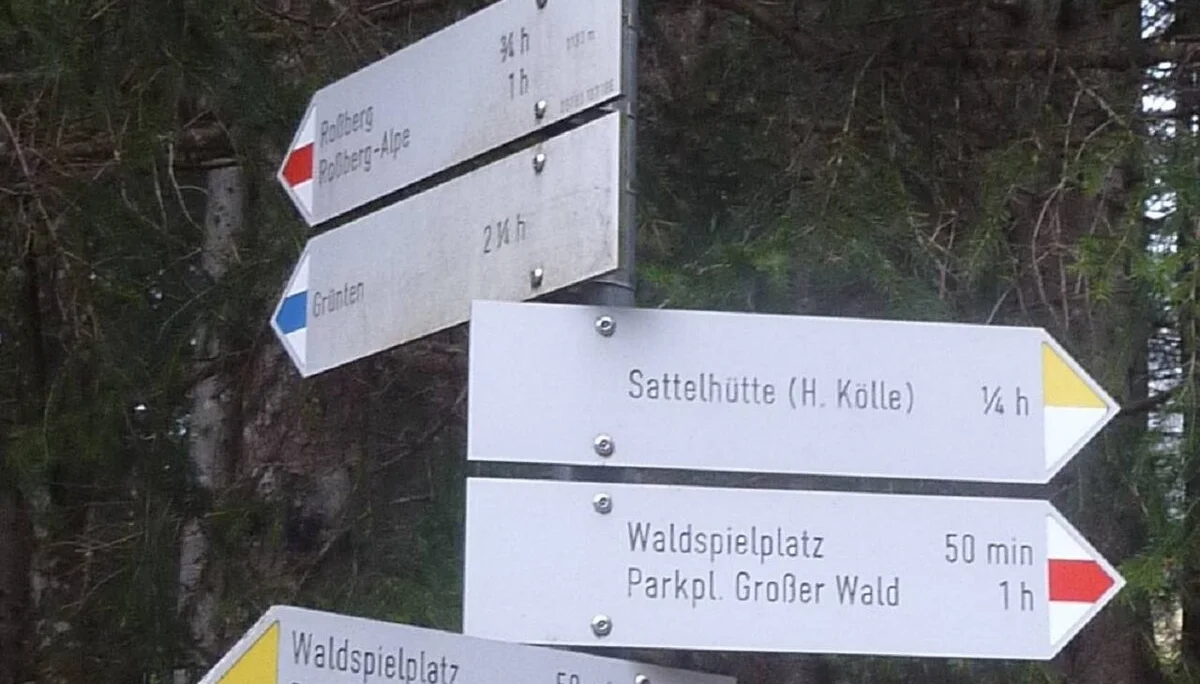 ¾ h
1 h
Roßberg
Roßberg-Alpe
2 ¼ h
Grünten
Sattelhütte (H. Kölle) ¼ h
Waldspielplatz 50 min
Parkpl. Großer Wald 1 h
Waldspielplatz